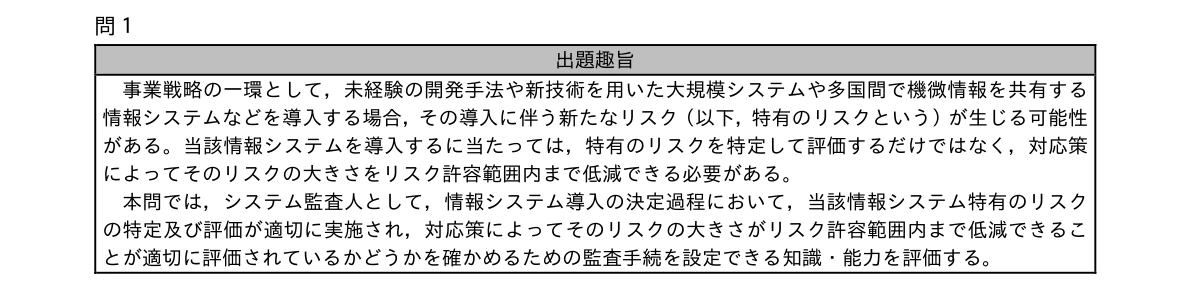 問1
出題趣旨
事業戦略の一環として，未経験の開発手法や新技術を用いた大規模システムや多国間で機微情報を共有する
情報システムなどを導入する場合，その導入に伴う新たなリスク（以下，特有のリスクという）が生じる可能性
がある。当該情報システムを導入するに当たっては，特有のリスクを特定して評価するだけではなく，対応策
によってそのリスクの大きさをリスク許容範囲内まで低減できる必要がある。
本問では，システム監査人として，情報システム導入の決定過程において，当該情報システム特有のリスク
の特定及び評価が適切に実施され，対応策によってそのリスクの大きさがリスク許容範囲内まで低減できるこ
とが適切に評価されているかどうかを確かめるための監査手続を設定できる知識・能力を評価する。